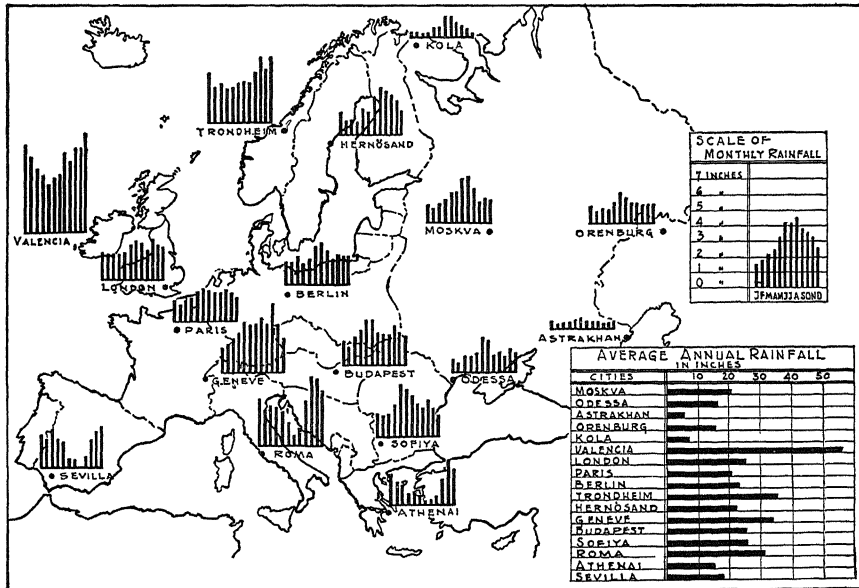 KOLA
TRONDHEIM
HERNÖSAND
SCALE OF
MONTHLY RAINFALL
7 INCHES
6 "
5 "
4 "
3 "
2 "
1 "
0 "
JFMAMJJASOND
VALENCIA
MOSKVA
ORENBURG
LONDON
BERLIN
PARIS
ASTRAKHAN
GENEVE
BUDAPEST
ODESSA
SEVILLA
ROMA
SOFIYA
ATHENAI
AVERAGE ANNUAL RAINFALL
IN INCHES
CITIES 10 20 30 40 50
MOSKVA
ODESSA
ASTRAKHAN
ORENBURG
KOLA
VALENCIA
LONDON
PARIS
BERLIN
TRONDHEIM
HERNÖSAND
GENEVE
BUDAPEST
SOFIYA
ROMA
ATHENAI
SEVILLA